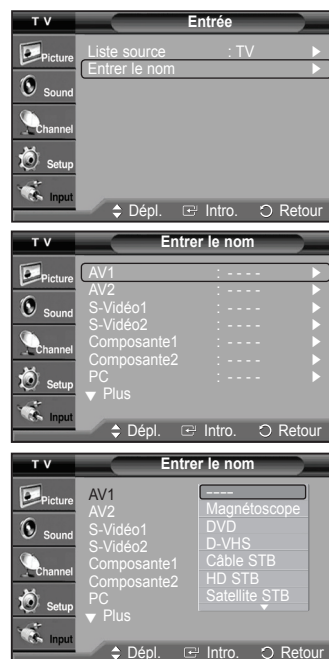 T V Entrée
Picture
Liste source : TV
Entrer le nom
Sound
Channel
Setup
Input
Dépl. Intro. Retour
T V Entrer le nom
Picture
AV1 : - - - -
AV2 : - - - -
Sound
S-Vidéo1 : - - - -
S-Vidéo2 : - - - -
Channel
Composante1 : - - - -
Composante2 : - - - -
Setup
PC : - - - -
Plus
Input
Dépl. Intro. Retour
T V Entrer le nom
Picture
AV1 ----
AV2 Magnétoscope
Sound
S-Vidéo1 DVD
S-Vidéo2 D-VHS
Channel
Composante1 Câble STB
Composante2 HD STB
Setup
PC Satellite STB
Plus
Input
Dépl. Intro. Retour